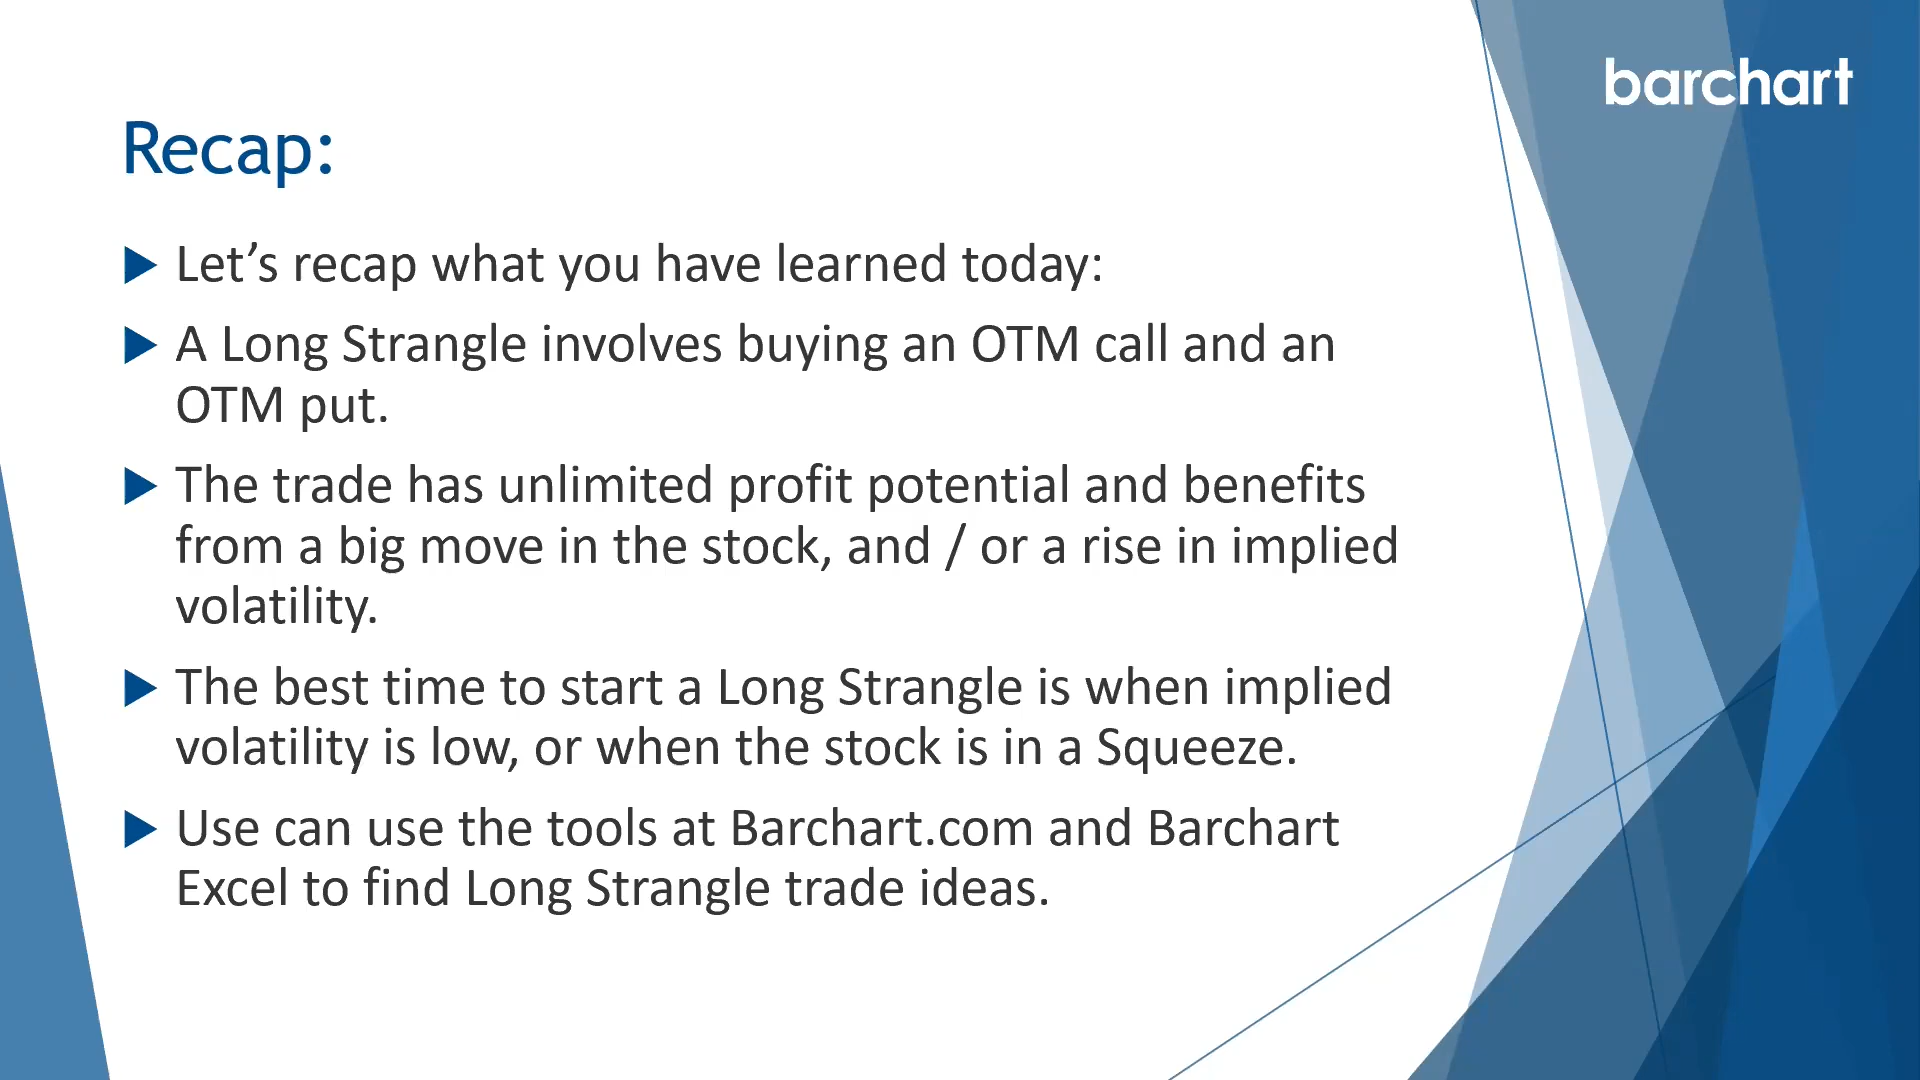 barchart
Recap:
Let’s recap what you have learned today:
A Long Strangle involves buying an OTM call and an
OTM put.
The trade has unlimited profit potential and benefits
from a big move in the stock, and / or a rise in implied
volatility.
The best time to start a Long Strangle is when implied
volatility is low, or when the stock is in a Squeeze.
Use can use the tools at Barchart.com and Barchart
Excel to find Long Strangle trade ideas.